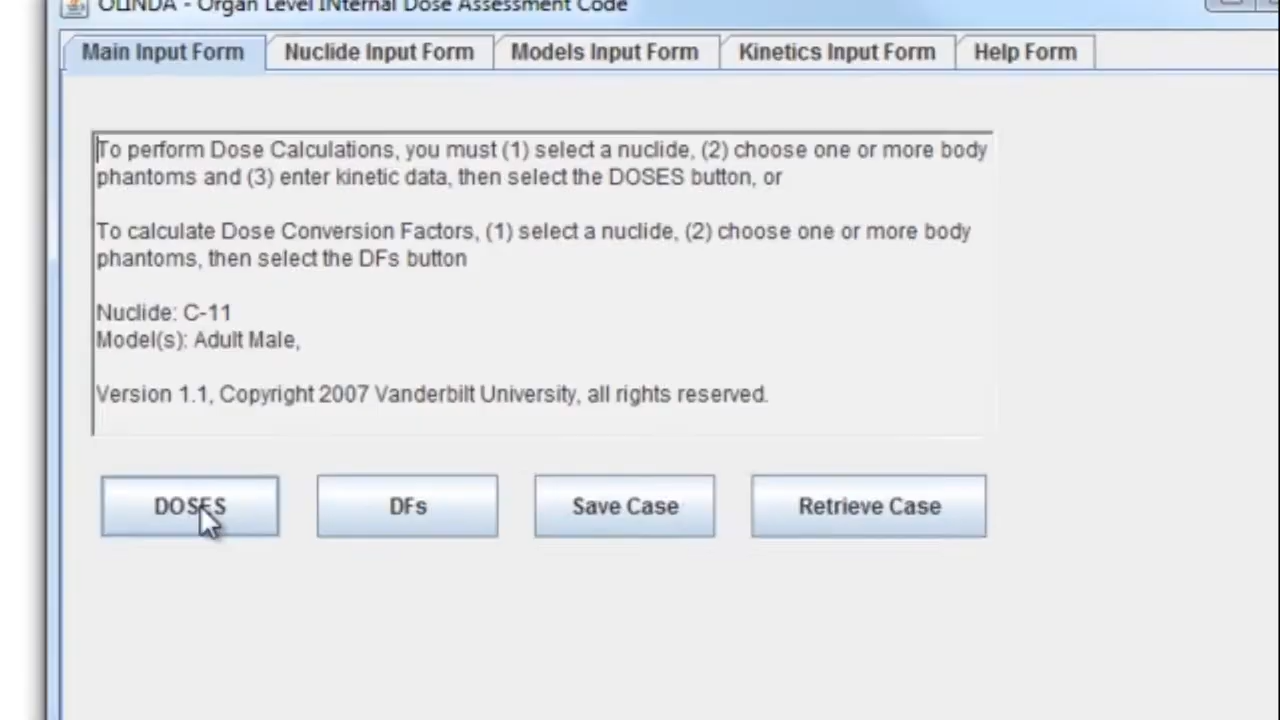 OLINDA - Organ Level INternal Dose Assessment Code
Main Input Form
Nuclide Input Form
Models Input Form
Kinetics Input Form
Help Form
To perform Dose Calculations, you must (1) select a nuclide, (2) choose one or more body
phantoms and (3) enter kinetic data, then select the DOSES button, or
To calculate Dose Conversion Factors, (1) select a nuclide, (2) choose one or more body
phantoms, then select the DFs button
Nuclide: C-11
Model(s): Adult Male,
Version 1.1, Copyright 2007 Vanderbilt University, all rights reserved.
DOSES
DFs
Save Case
Retrieve Case